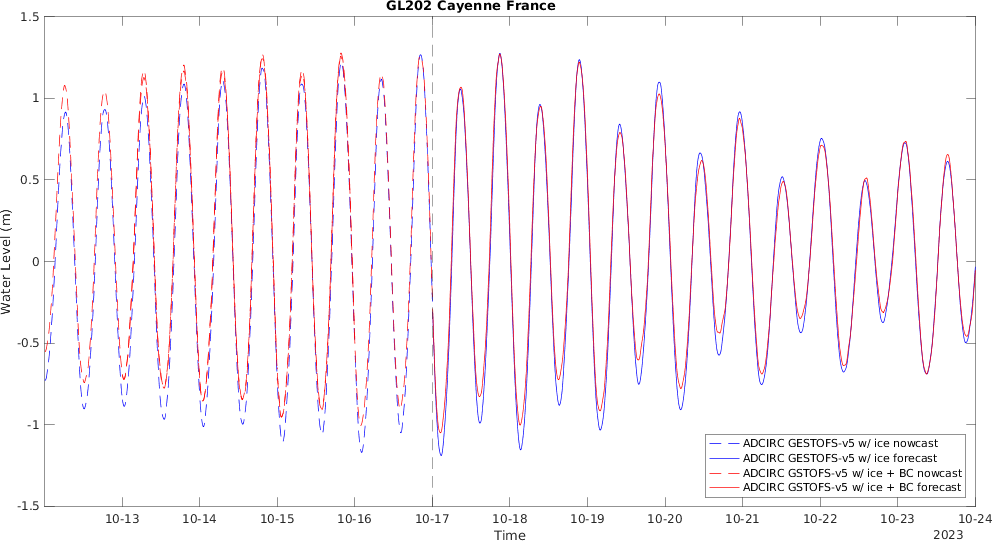 GL202 Cayenne France
1.5
1
0.5
0
-0.5
-1
-1.5
Water Level (m)
10-13 10-14 10-15 10-16 10-17 10-18 10-19 10-20 10-21 10-22 10-23 10-24
Time
2023
ADCIRC GESTOFS-v5 w/ ice nowcast
ADCIRC GESTOFS-v5 w/ ice forecast
ADCIRC GSTOFS-v5 w/ ice + BC nowcast
ADCIRC GSTOFS-v5 w/ ice + BC forecast